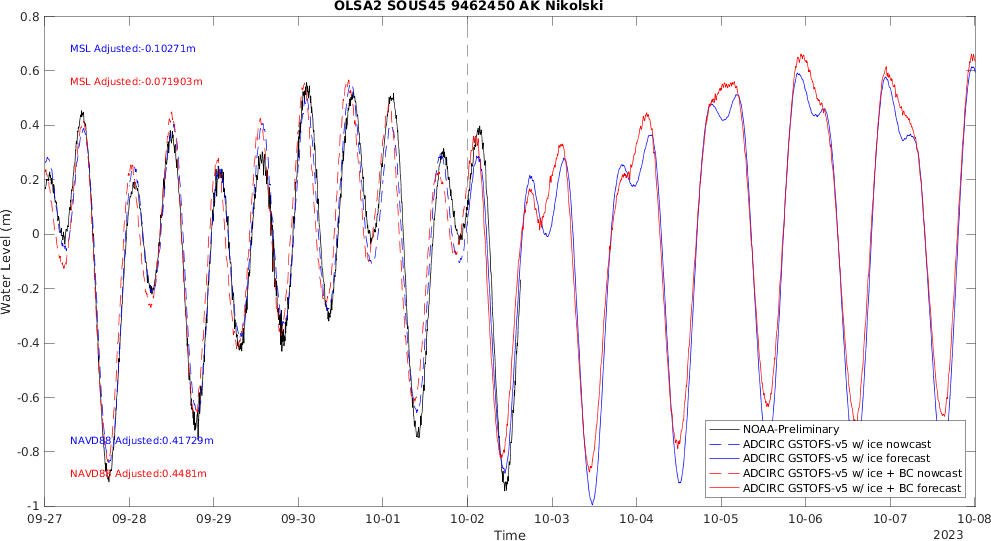 OLSA2 SOUS45 9462450 AK Nikolski
0.8
0.6
0.4
0.2
0
-0.2
-0.4
-0.6
-0.8
-1
Water Level (m)
MSL Adjusted:-0.10271m
MSL Adjusted:-0.071903m
NAVD88 Adjusted:0.41729m
NAVD88 Adjusted:0.4481m
NOAA-Preliminary
ADCIRC GSTOFS-v5 w/ ice nowcast
ADCIRC GSTOFS-v5 w/ ice forecast
ADCIRC GSTOFS-v5 w/ ice + BC nowcast
ADCIRC GSTOFS-v5 w/ ice + BC forecast
09-27 09-28 09-29 09-30 10-01 10-02 10-03 10-04 10-05 10-06 10-07 10-08
Time
2023